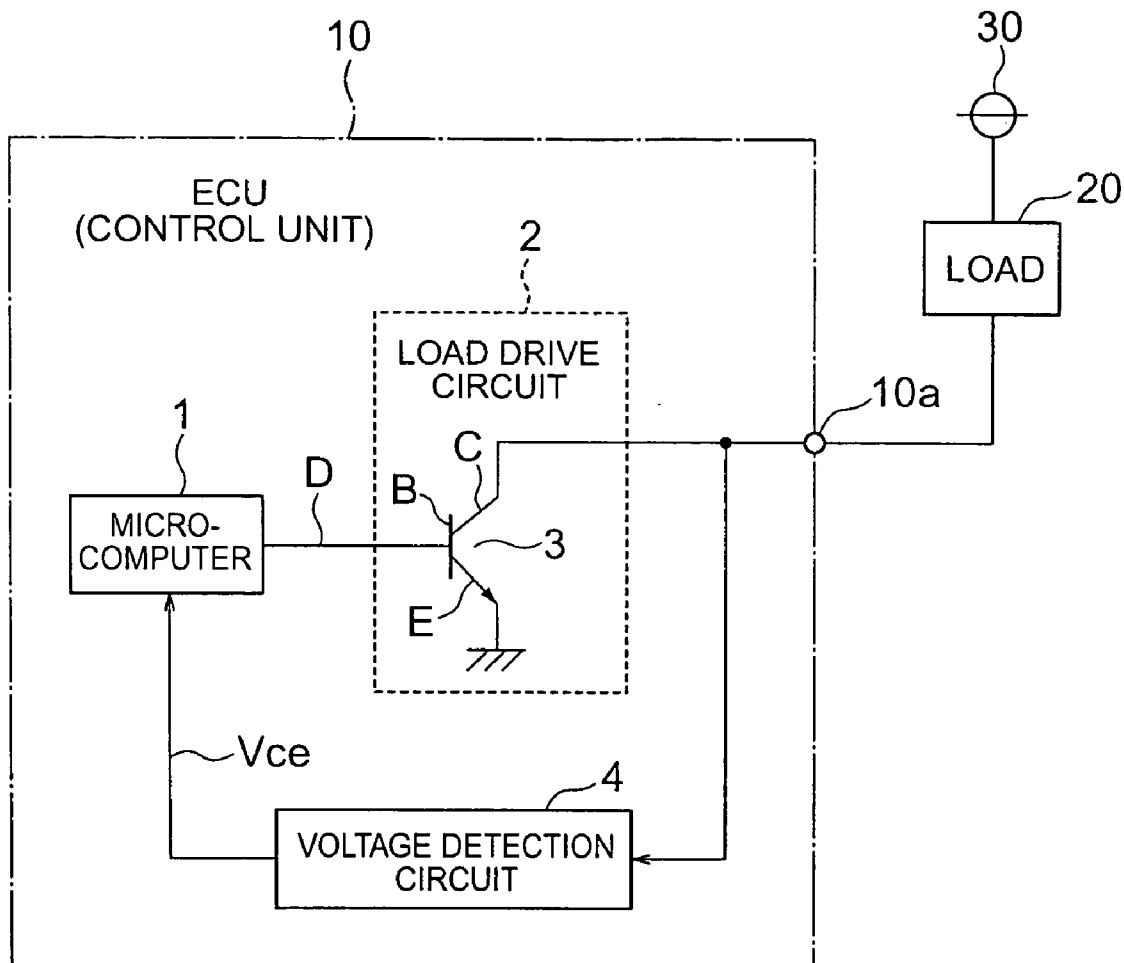 10
30
ECU
(CONTROL UNIT)
20
LOAD
2
LOAD DRIVE
CIRCUIT
10a
1
MICRO-
COMPUTER
D
B
C
3
E
Vce
4
VOLTAGE DETECTION
CIRCUIT